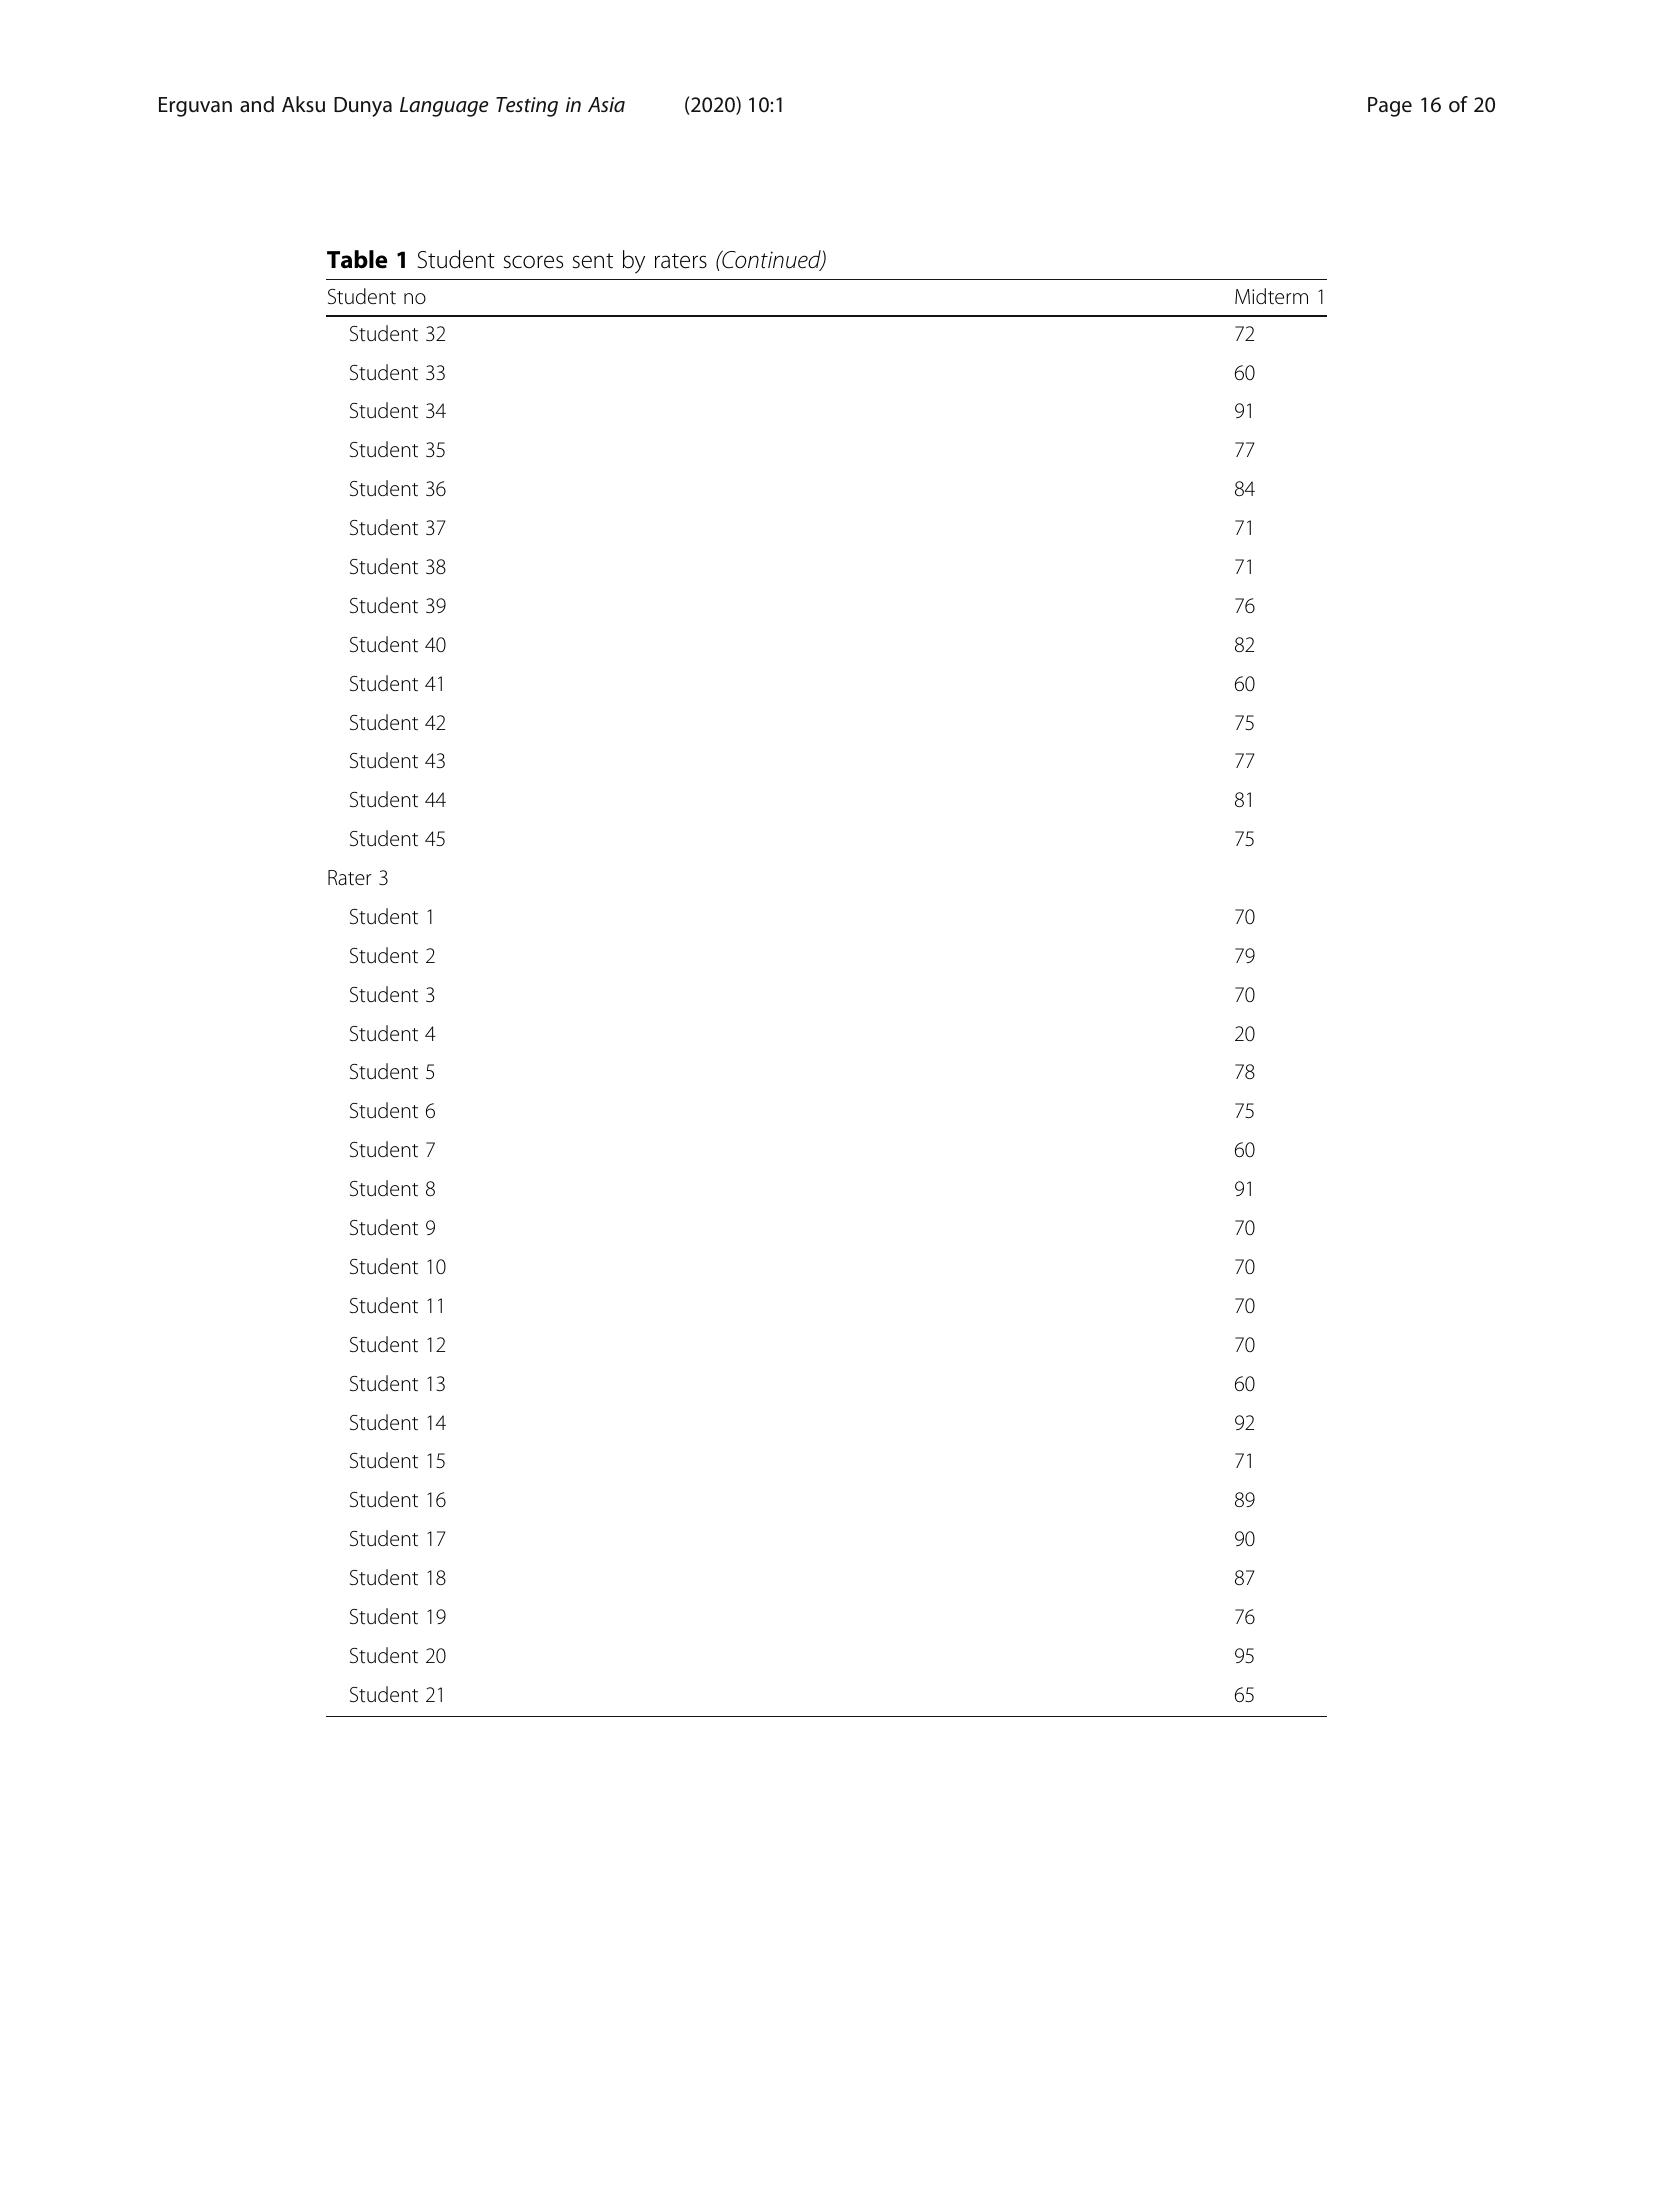 Erguvan and Aksu Dunya Language Testing in Asia (2020) 10:1 Page 16 of 20
Table 1 Student scores sent by raters (Continued)
Student no Midterm 1
Student 32 72
Student 33 60
Student 34 91
Student 35 77
Student 36 84
Student 37 71
Student 38 71
Student 39 76
Student 40 82
Student 41 60
Student 42 75
Student 43 77
Student 44 81
Student 45 75
Rater 3
Student 1 70
Student 2 79
Student 3 70
Student 4 20
Student 5 78
Student 6 75
Student 7 60
Student 8 91
Student 9 70
Student 10 70
Student 11 70
Student 12 70
Student 13 60
Student 14 92
Student 15 71
Student 16 89
Student 17 90
Student 18 87
Student 19 76
Student 20 95
Student 21 65